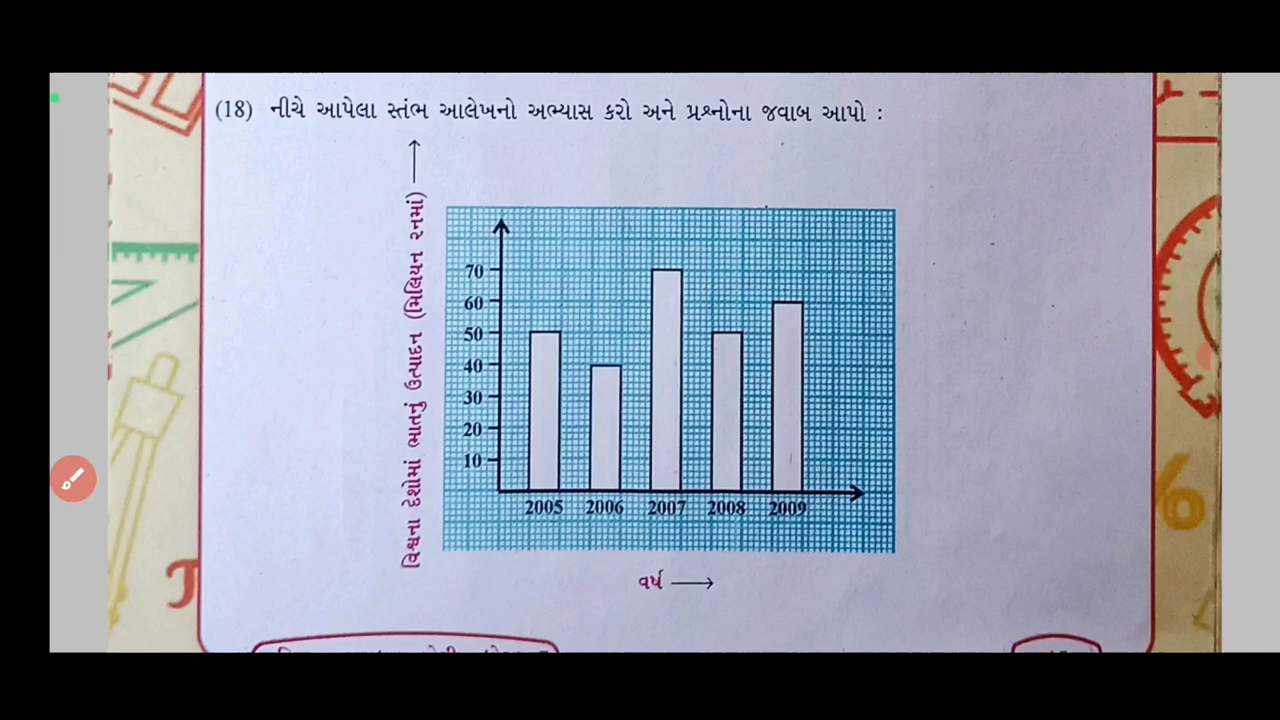 (18) નીચે આપેલા સ્તંભ આલેખનો અભ્યાસ કરો અને પ્રશ્નોના જવાબ આપો :
વિશ્વના દેશોમાં ભાતનું ઉત્પાદન (મિલિયન ટનમાં)
70
60
50
40
30
20
10
2005 2006 2007 2008 2009
વર્ષ